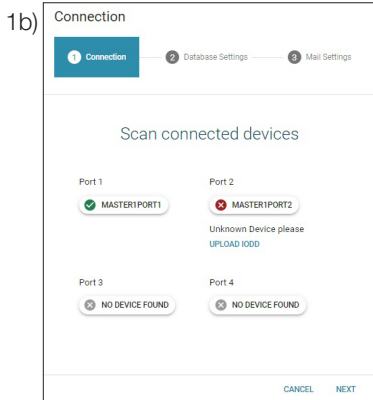 1b)
Connection
1 Connection 2 Database Settings 3 Mail Settings
Scan connected devices
Port 1 Port 2
MASTER1PORT1 MASTER1PORT2
Unknown Device please
UPLOAD IODD
Port 3 Port 4
NO DEVICE FOUND NO DEVICE FOUND
CANCEL NEXT